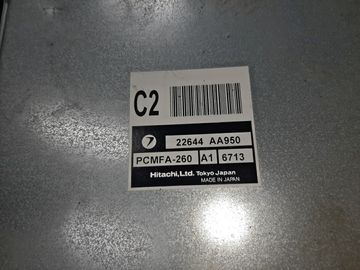 C2
22644 AA950
PCMFA-260 A1 6713
Hitachi,Ltd. Tokyo Japan
MADE IN JAPAN